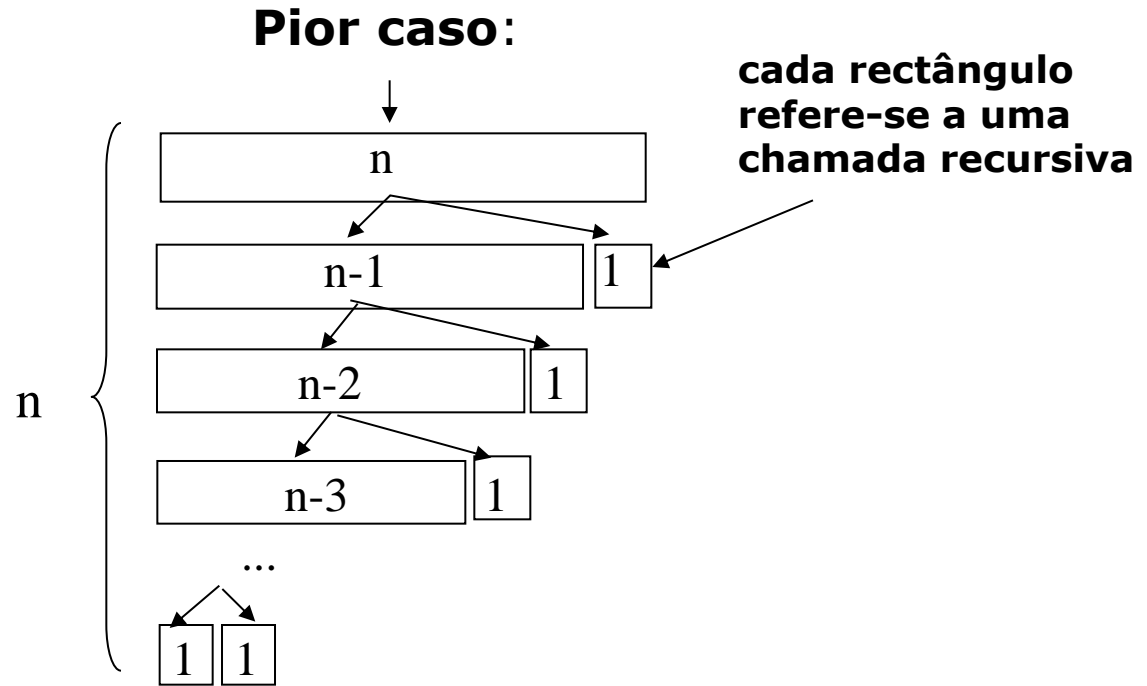 Pior caso:
cada rectângulo
refere-se a uma
chamada recursiva
n
n-1
1
n-2
1
n
n-3
1
...
1
1